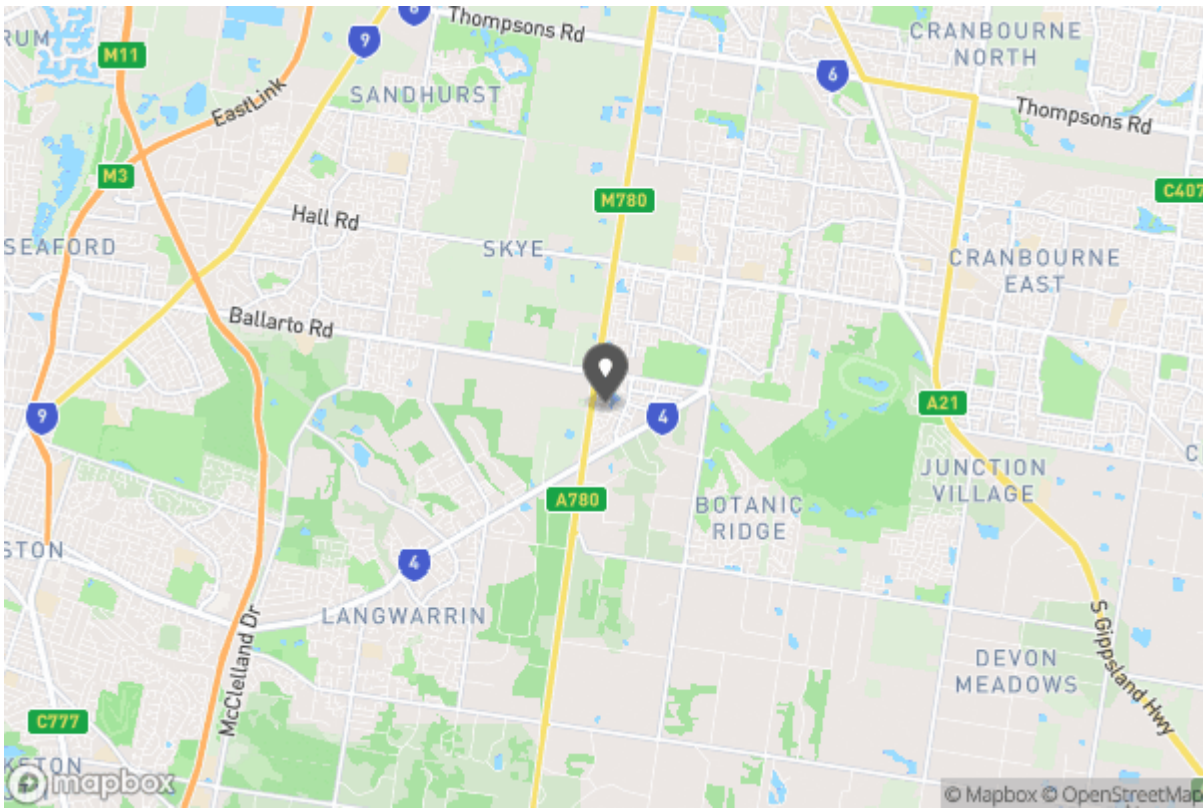 6
Thompsons Rd
CRANBOURNE
NORTH
RUM
M11
9
6
SANDHURST
EastLink
Thompsons Rd
M3
M780
C407
Hall Rd
SEAFORD
SKYE
CRANBOURNE
EAST
Ballarto Rd
9
4
A21
C
JUNCTION
VILLAGE
A780
BOTANIC
RIDGE
STON
4
LANGWARRIN
McClelland Dr
S Gippsland Hwy
DEVON
MEADOWS
C777
KSTON
mapbox
© Mapbox © OpenStreetMap